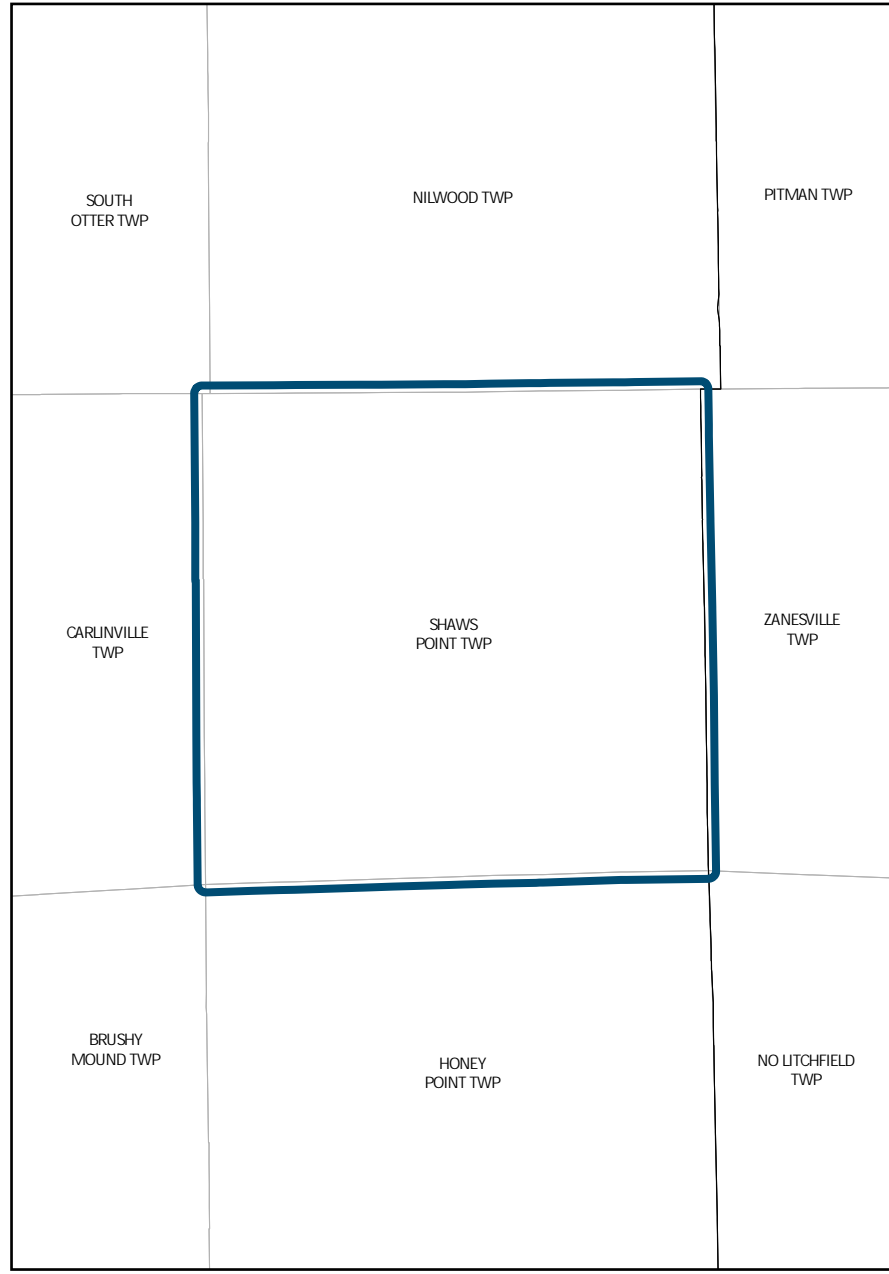 SOUTH
OTTER TWP
NILWOOD TWP
PITMAN TWP
CARLINVILLE
TWP
SHAWS
POINT TWP
ZANESVILLE
TWP
BRUSHY
MOUND TWP
HONEY
POINT TWP
NO LITCHFIELD
TWP